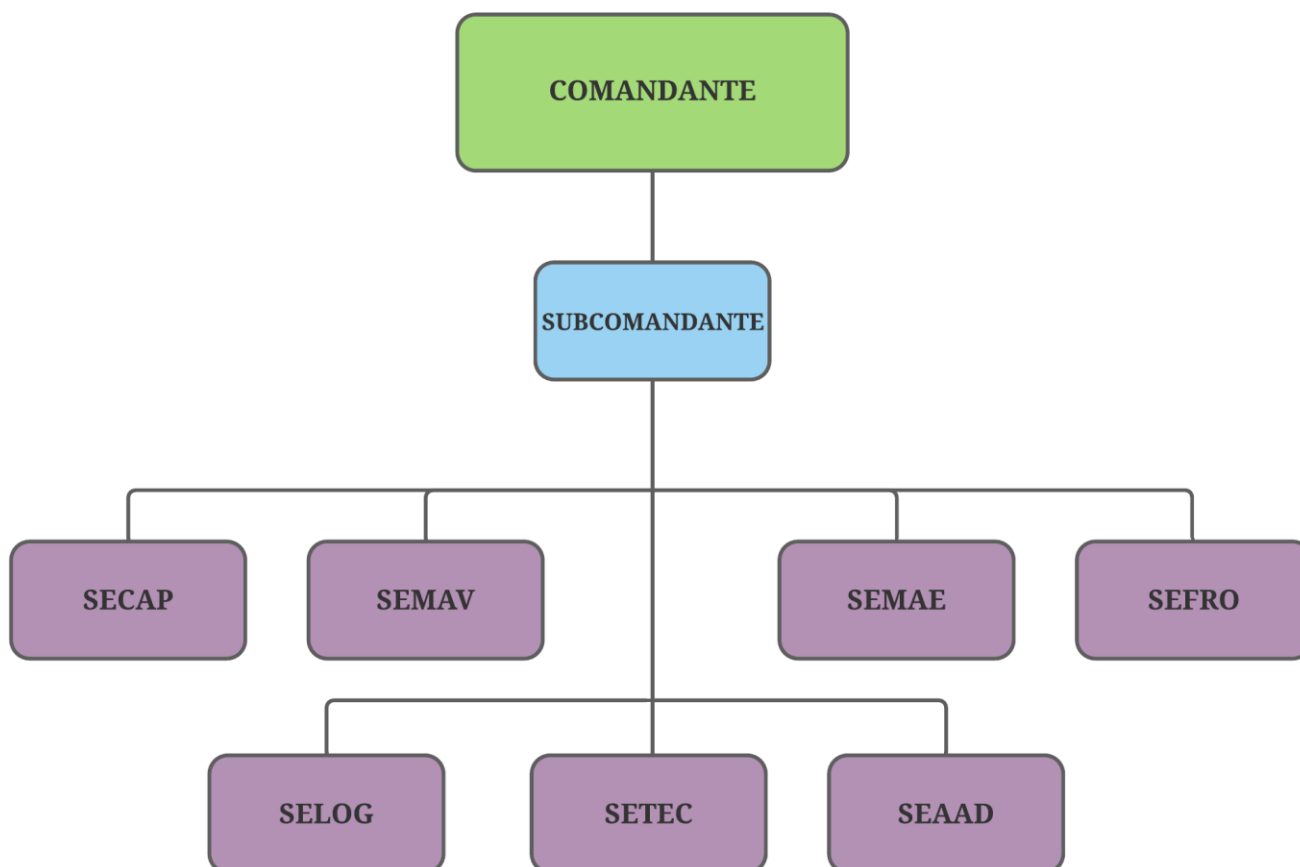 COMANDANTE
SUBCOMANDANTE
SECAP
SEMAV
SEMAE
SEFRO
SELOG
SETEC
SEAAD